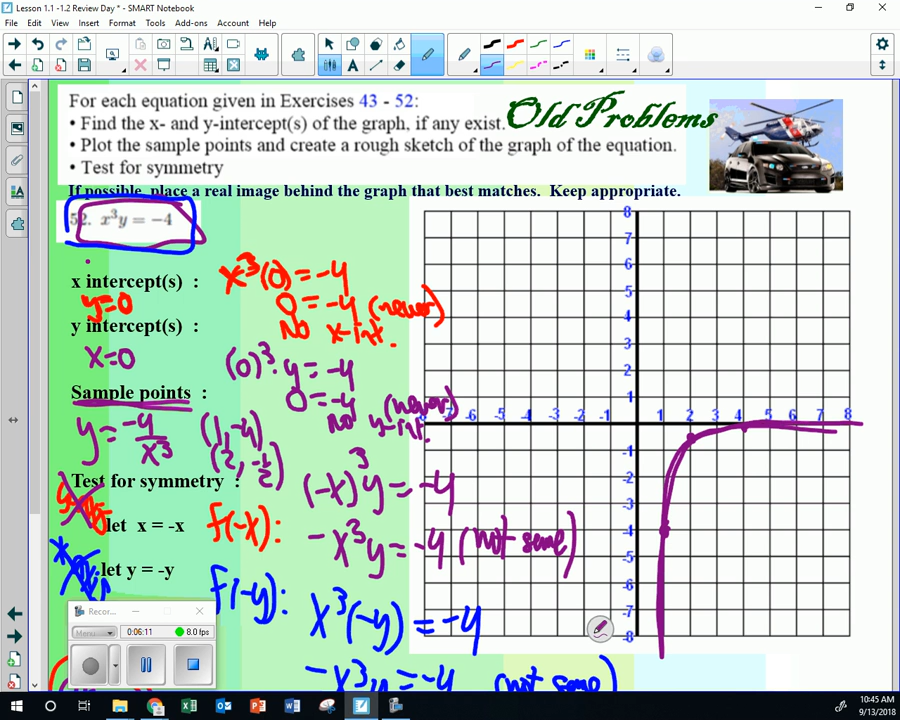 Lesson 1.1 -1.2 Review Day * - SMART Notebook
File Edit View Insert Format Tools Add-ons Account Help
For each equation given in Exercises 43 - 52:
• Find the x- and y-intercept(s) of the graph, if any exist.
• Plot the sample points and create a rough sketch of the graph of the equation.
• Test for symmetry
Old Problems
If possible, place a real image behind the graph that best matches. Keep appropriate.
52. x³y = −4
x intercept(s) :
y=0
x³(0) = -4
0 = -4 (never)
No x-int.
y intercept(s) :
x=0
(0)³·y = -4
0 = -4 (never)
No y-int.
Sample points :
y = -4/x³
(1,-4)
(2,-1/2)
Test for symmetry :
let x = -x
f(-x):
(-x)³y = -4
-x³y = -4 (not same)
let y = -y
f(-y):
x³(-y) = -4
-x³y = -4 (not same)
8
7
6
5
4
3
2
1
-6 -5 -4 -3 -2 -1 1 2 3 4 5 6 7 8
-1
-2
-3
-4
-5
-6
-7
-8
Recor...
Menu
0:06:11 8.0 fps
10:45 AM
9/13/2018